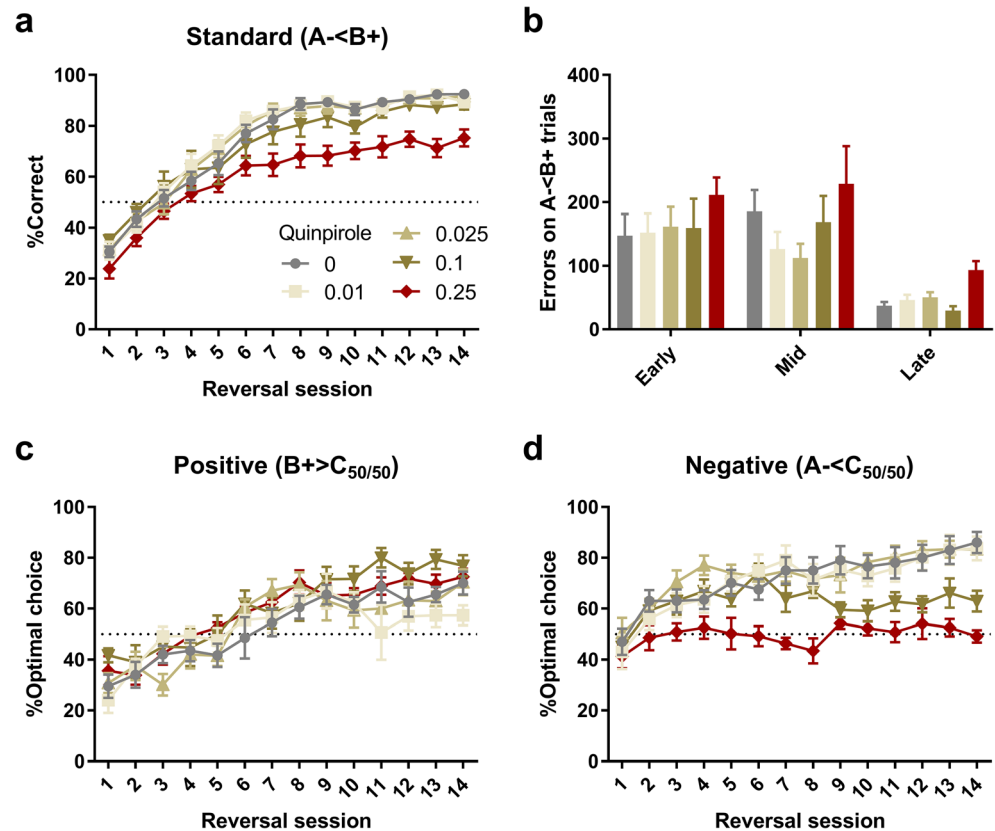 a
Standard (A-<B+)
100
80
60
40
20
0
%Correct
Quinpirole
0
0.01
0.025
0.1
0.25
1 2 3 4 5 6 7 8 9 10 11 12 13 14
Reversal session
b
400
300
200
100
0
Errors on A-<B+ trials
Early Mid Late
c
Positive (B+>C50/50)
100
80
60
40
20
0
%Optimal choice
1 2 3 4 5 6 7 8 9 10 11 12 13 14
Reversal session
d
Negative (A-<C50/50)
100
80
60
40
20
0
%Optimal choice
1 2 3 4 5 6 7 8 9 10 11 12 13 14
Reversal session